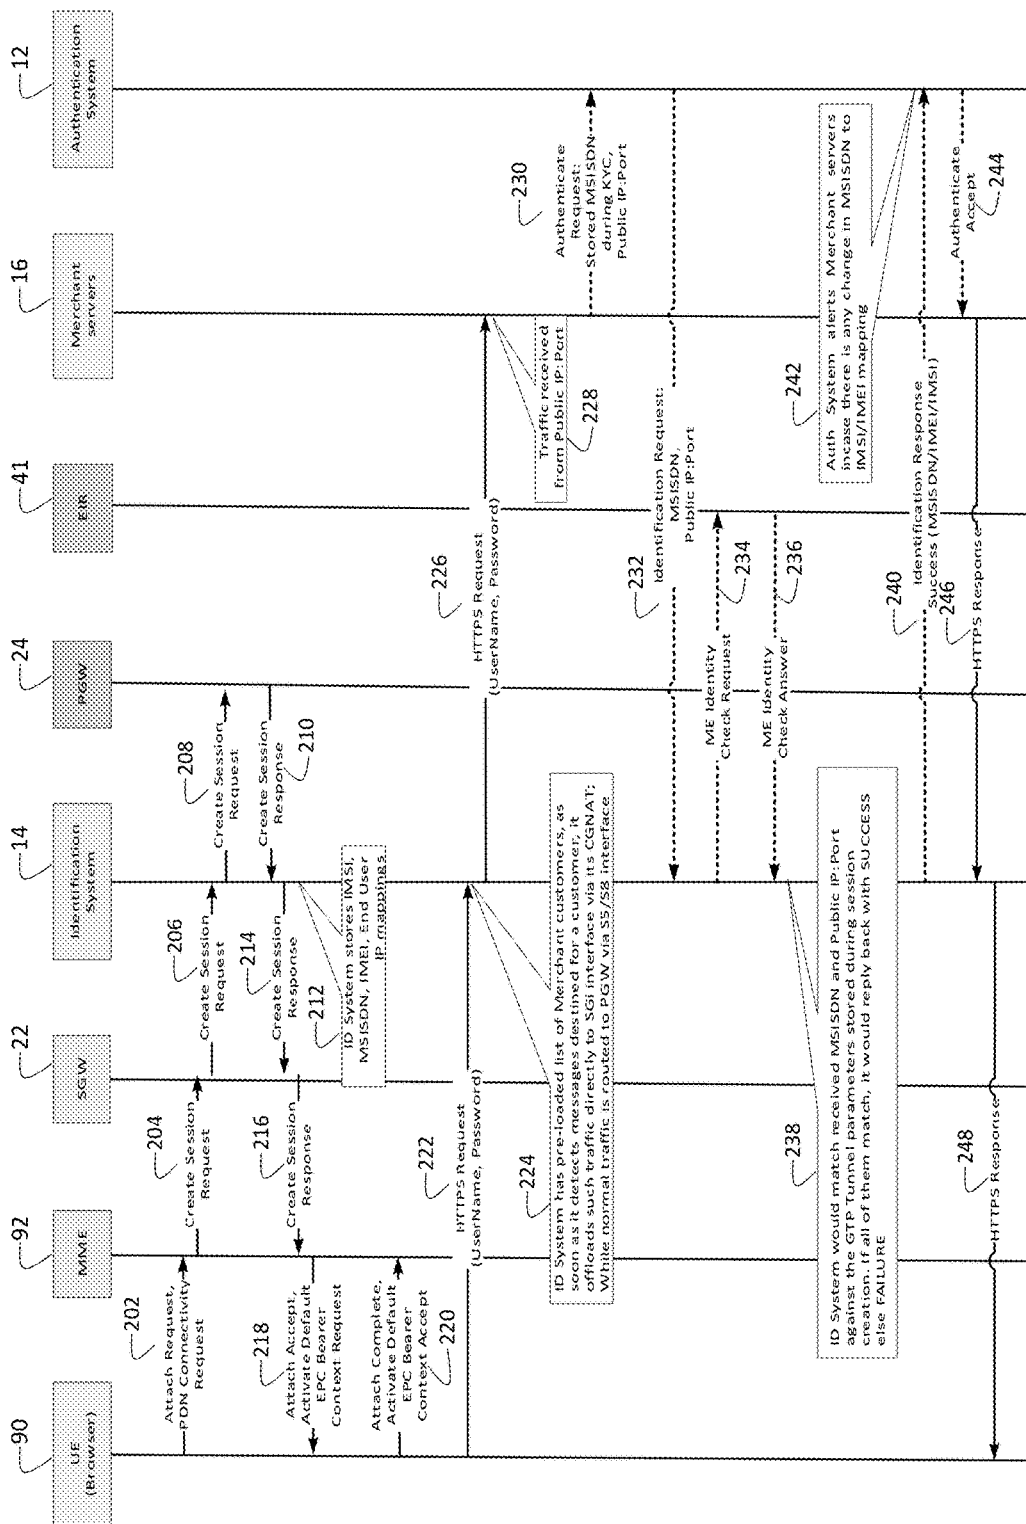 90
UE
(Browser)
92
MME
22
SGW
14
Identification
System
24
PGW
41
EIR
16
Merchant
servers
12
Authentication
System
202
Attach Request,
PDN Connectivity
Request
204
Create Session
Request
206
Create Session
Request
208
Create Session
Request
210
Create Session
Response
212
ID System stores IMSI,
MSISDN, IMEI, End User
IP mappings
214
Create Session
Response
216
Create Session
Response
218
Attach Accept,
Activate Default
EPC Bearer
Context Request
Attach Complete,
Activate Default
EPC Bearer
Context Accept
220
222
HTTPS Request
(UserName, Password)
224
ID System has pre-loaded list of Merchant customers, as
soon as it detects messages destined for a customer, it
offloads such traffic directly to SGi interface via its CGNAT;
While normal traffic is routed to PGW via S5/S8 interface
226
HTTPS Request
(UserName, Password)
Traffic received
from Public IP:Port
228
230
Authenticate
Request:
Stored MSISDN
during KYC,
Public IP:Port
232
Identification Request:
MSISDN,
Public IP:Port
ME Identity
Check Request
234
ME Identity
Check Answer
236
238
ID System would match received MSISDN and Public IP:Port
against the GTP Tunnel parameters stored during session
creation. If all of them match, it would reply back with SUCCESS
else FAILURE
240
Identification Response
Success (MSISDN/IMEI/IMSI)
242
Auth System alerts Merchant servers
incase there is any change in MSISDN to
IMSI/IMEI mapping
Authenticate
Accept
244
246
HTTPS Response
248
HTTPS Response